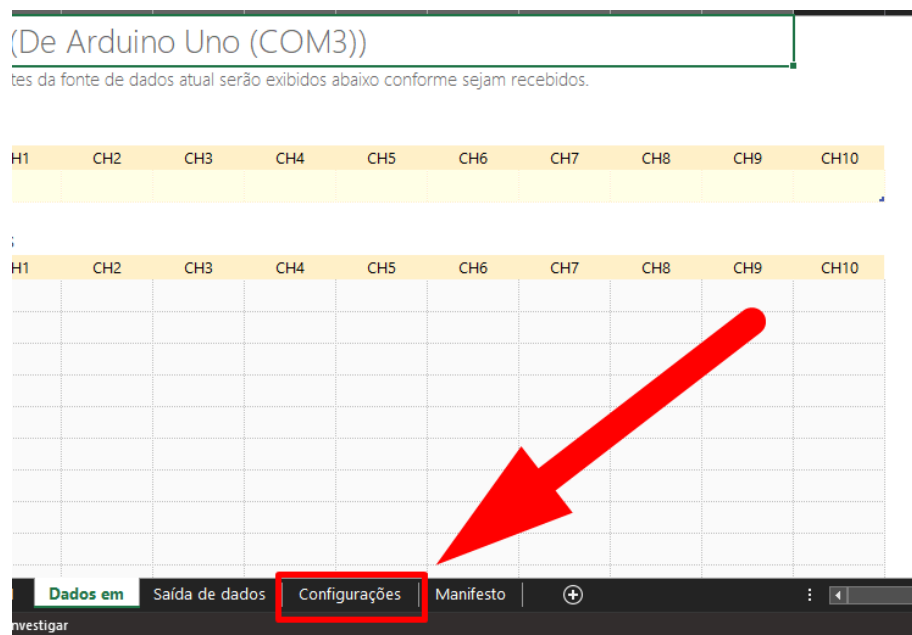 (De Arduino Uno (COM3))
tes da fonte de dados atual serão exibidos abaixo conforme sejam recebidos.
H1 CH2 CH3 CH4 CH5 CH6 CH7 CH8 CH9 CH10
H1 CH2 CH3 CH4 CH5 CH6 CH7 CH8 CH9 CH10
Dados em Saída de dados Configurações Manifesto
nvestigar